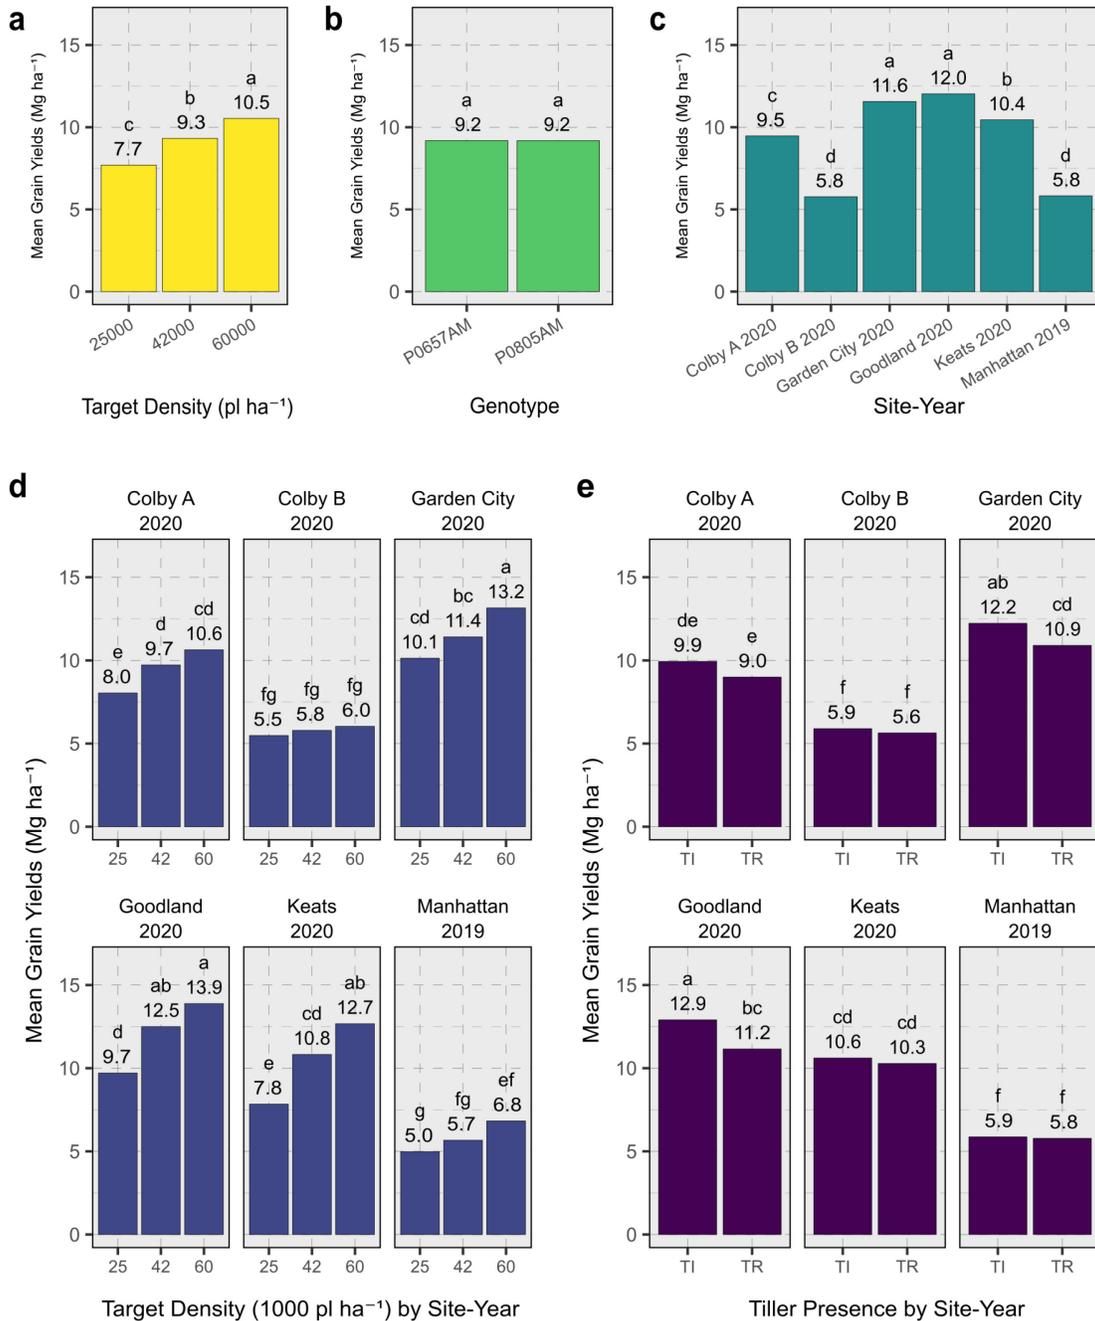 a
b
c
Mean Grain Yields (Mg ha⁻¹)
15
10
5
0
c
7.7
b
9.3
a
10.5
25000
42000
60000
Target Density (pl ha⁻¹)
Mean Grain Yields (Mg ha⁻¹)
15
10
5
0
a
9.2
a
9.2
P0657AM
P0805AM
Genotype
Mean Grain Yields (Mg ha⁻¹)
15
10
5
0
c
9.5
d
5.8
a
11.6
a
12.0
b
10.4
d
5.8
Colby A 2020
Colby B 2020
Garden City 2020
Goodland 2020
Keats 2020
Manhattan 2019
Site-Year
d
Mean Grain Yields (Mg ha⁻¹)
Colby A
2020
15
10
5
0
e
8.0
d
9.7
cd
10.6
25
42
60
Colby B
2020
fg
5.5
fg
5.8
fg
6.0
25
42
60
Garden City
2020
cd
10.1
bc
11.4
a
13.2
25
42
60
Goodland
2020
15
10
5
0
d
9.7
ab
12.5
a
13.9
25
42
60
Keats
2020
e
7.8
cd
10.8
ab
12.7
25
42
60
Manhattan
2019
g
5.0
fg
5.7
ef
6.8
25
42
60
Target Density (1000 pl ha⁻¹) by Site-Year
e
Mean Grain Yields (Mg ha⁻¹)
Colby A
2020
15
10
5
0
de
9.9
e
9.0
TI
TR
Colby B
2020
f
5.9
f
5.6
TI
TR
Garden City
2020
ab
12.2
cd
10.9
TI
TR
Goodland
2020
15
10
5
0
a
12.9
bc
11.2
TI
TR
Keats
2020
cd
10.6
cd
10.3
TI
TR
Manhattan
2019
f
5.9
f
5.8
TI
TR
Tiller Presence by Site-Year